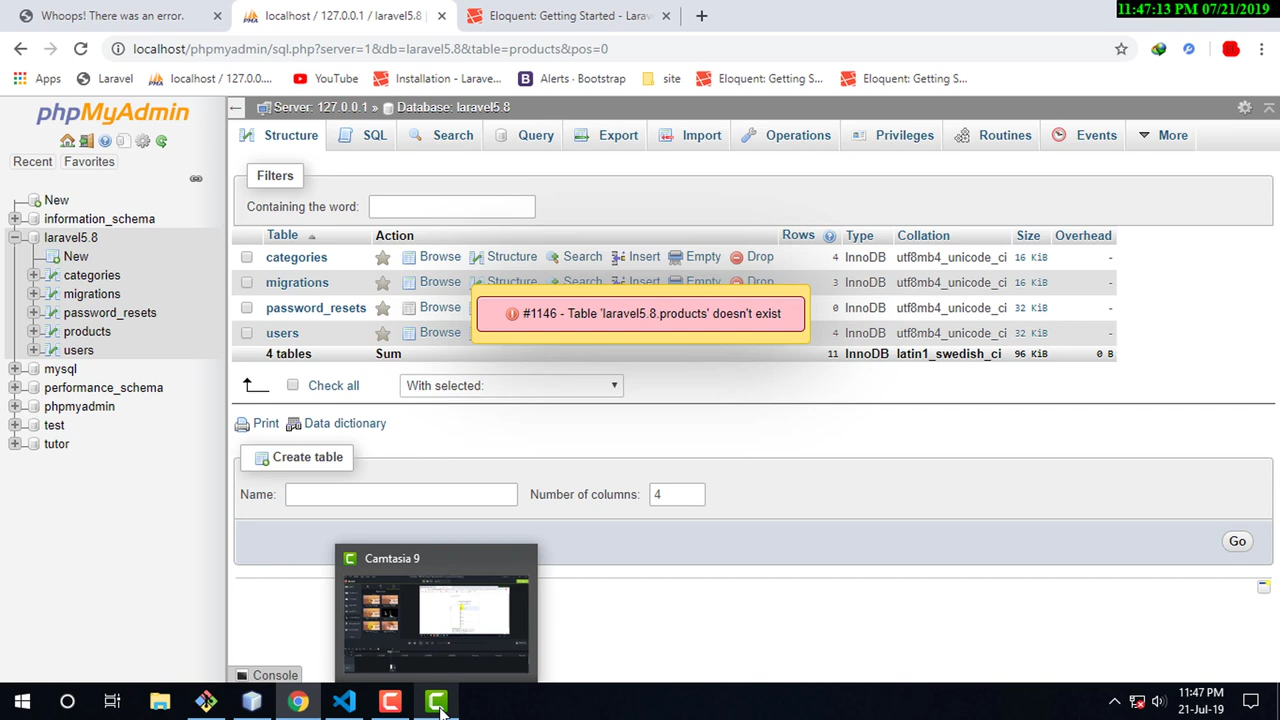 11:47:13 PM 07/21/2019
Whoops! There was an error.
localhost / 127.0.0.1 / laravel5.8
Eloquent: Getting Started - Larav
localhost/phpmyadmin/sql.php?server=1&db=laravel5.8&table=products&pos=0
Apps
Laravel
localhost / 127.0.0....
YouTube
Installation - Larave...
Alerts · Bootstrap
site
Eloquent: Getting S...
Eloquent: Getting S...
phpMyAdmin
Recent
Favorites
New
information_schema
laravel5.8
New
categories
migrations
password_resets
products
users
mysql
performance_schema
phpmyadmin
test
tutor
Server: 127.0.0.1 » Database: laravel5.8
Structure SQL Search Query Export Import Operations Privileges Routines Events More
Filters
Containing the word:
Table Action Rows Type Collation Size Overhead
categories Browse Structure Search Insert Empty Drop 4 InnoDB utf8mb4_unicode_ci 16 KiB -
migrations Browse Structure Search Insert Empty Drop 3 InnoDB utf8mb4_unicode_ci 16 KiB -
password_resets Browse 0 InnoDB utf8mb4_unicode_ci 32 KiB -
#1146 - Table 'laravel5.8.products' doesn't exist
users Browse 4 InnoDB utf8mb4_unicode_ci 32 KiB -
4 tables Sum 11 InnoDB latin1_swedish_ci 96 KiB 0 B
Check all
With selected:
Print
Data dictionary
Create table
Name:
Number of columns: 4
Go
Camtasia 9
Console
11:47 PM
21-Jul-19